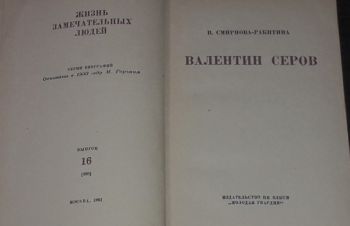 ЖИЗНЬ
ЗАМЕЧАТЕЛЬНЫХ
ЛЮДЕЙ
СЕРИЯ БИОГРАФИЙ
Основана в 1933 году М. Горьким
ВЫПУСК
16
МОСКВА, 1961
В. СМИРНОВА-РАКИТИНА
ВАЛЕНТИН СЕРОВ
ИЗДАТЕЛЬСТВО ЦК ВЛКСМ
«МОЛОДАЯ ГВАРДИЯ»